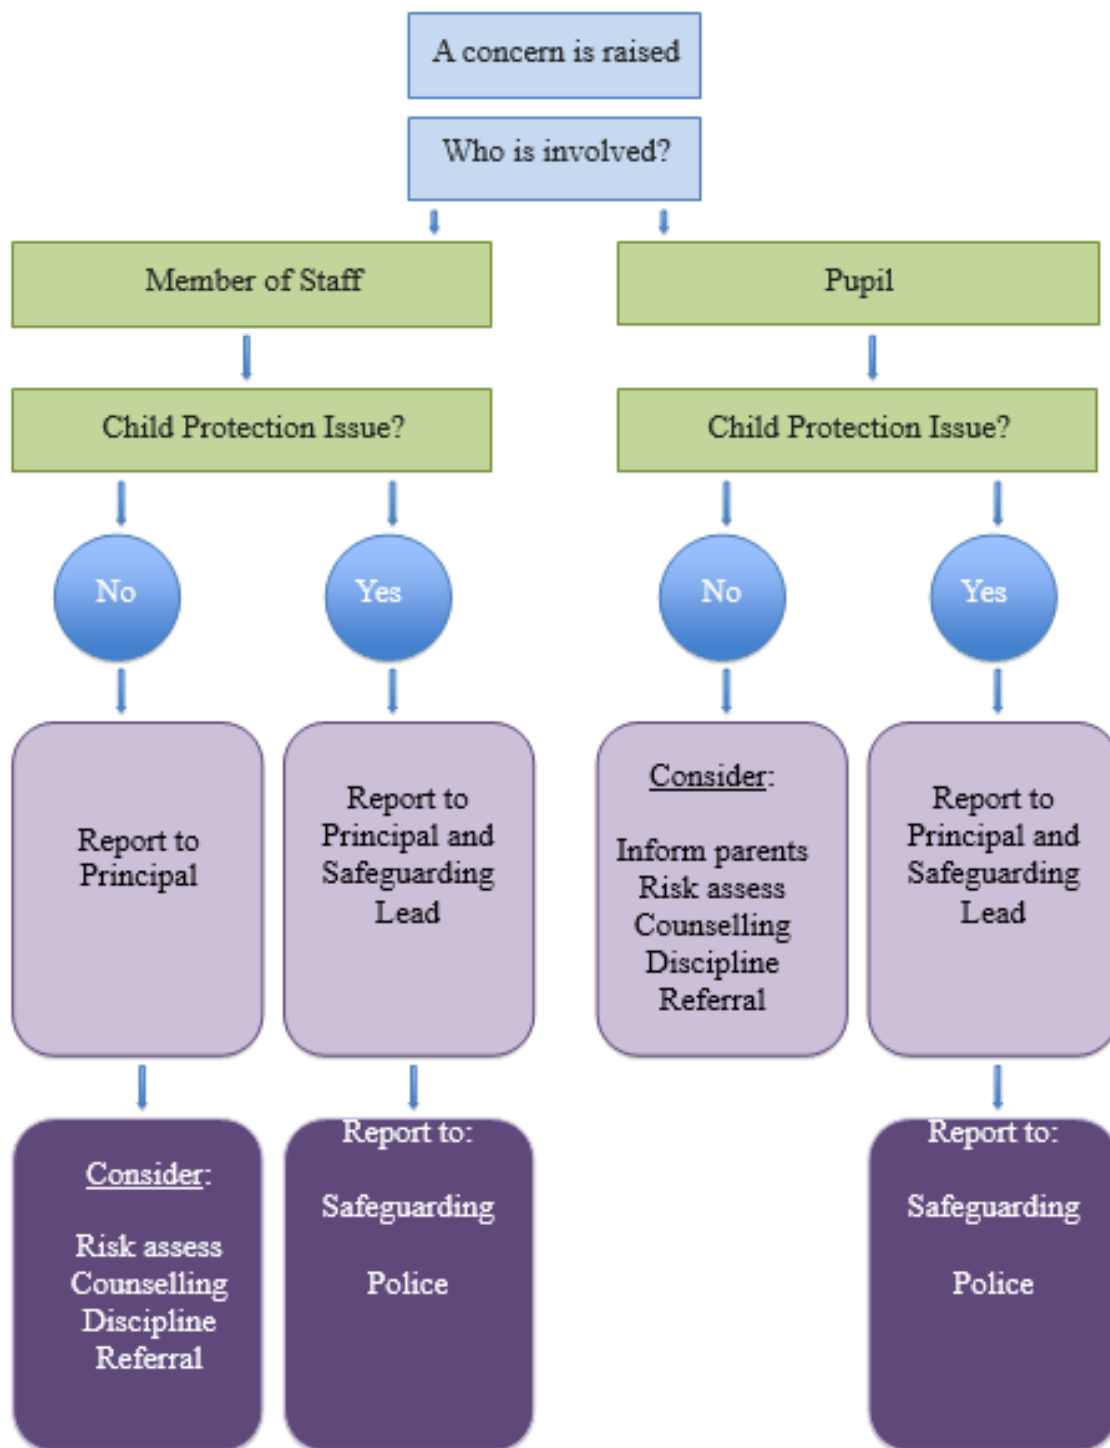 A concern is raised
Who is involved?
Member of Staff
Pupil
Child Protection Issue?
Child Protection Issue?
No
Yes
No
Yes
Report to
Principal
Report to
Principal and
Safeguarding
Lead
Consider:
Inform parents
Risk assess
Counselling
Discipline
Referral
Report to
Principal and
Safeguarding
Lead
Consider:
Risk assess
Counselling
Discipline
Referral
Report to:
Safeguarding
Police
Report to:
Safeguarding
Police